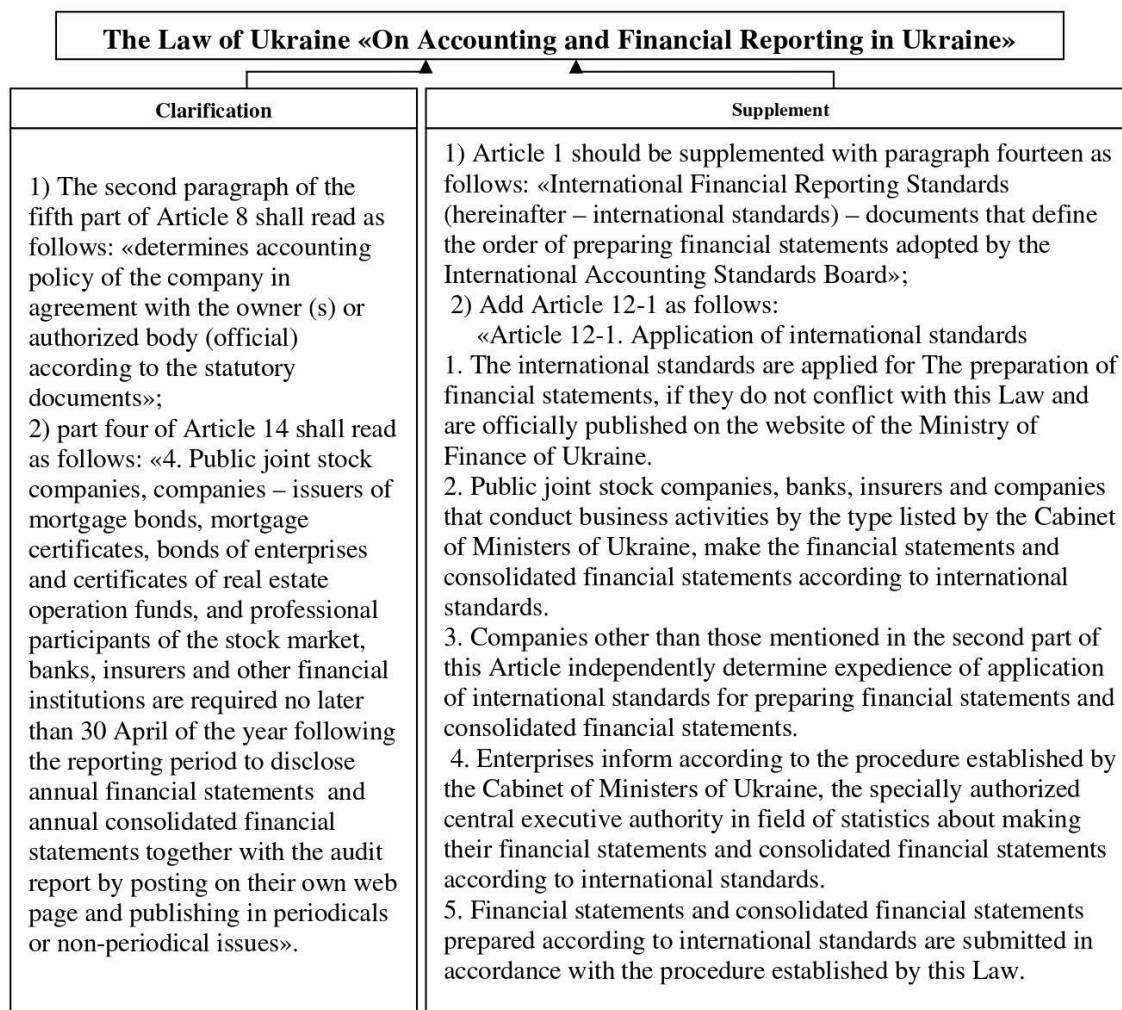 The Law of Ukraine «On Accounting and Financial Reporting in Ukraine»
Clarification
1) The second paragraph of the
fifth part of Article 8 shall read as
follows: «determines accounting
policy of the company in
agreement with the owner (s) or
authorized body (official)
according to the statutory
documents»;
2) part four of Article 14 shall read
as follows: «4. Public joint stock
companies, companies – issuers of
mortgage bonds, mortgage
certificates, bonds of enterprises
and certificates of real estate
operation funds, and professional
participants of the stock market,
banks, insurers and other financial
institutions are required no later
than 30 April of the year following
the reporting period to disclose
annual financial statements and
annual consolidated financial
statements together with the audit
report by posting on their own web
page and publishing in periodicals
or non-periodical issues».
Supplement
1) Article 1 should be supplemented with paragraph fourteen as
follows: «International Financial Reporting Standards
(hereinafter – international standards) – documents that define
the order of preparing financial statements adopted by the
International Accounting Standards Board»;
2) Add Article 12-1 as follows:
«Article 12-1. Application of international standards
1. The international standards are applied for The preparation of
financial statements, if they do not conflict with this Law and
are officially published on the website of the Ministry of
Finance of Ukraine.
2. Public joint stock companies, banks, insurers and companies
that conduct business activities by the type listed by the Cabinet
of Ministers of Ukraine, make the financial statements and
consolidated financial statements according to international
standards.
3. Companies other than those mentioned in the second part of
this Article independently determine expedience of application
of international standards for preparing financial statements and
consolidated financial statements.
4. Enterprises inform according to the procedure established by
the Cabinet of Ministers of Ukraine, the specially authorized
central executive authority in field of statistics about making
their financial statements and consolidated financial statements
according to international standards.
5. Financial statements and consolidated financial statements
prepared according to international standards are submitted in
accordance with the procedure established by this Law.